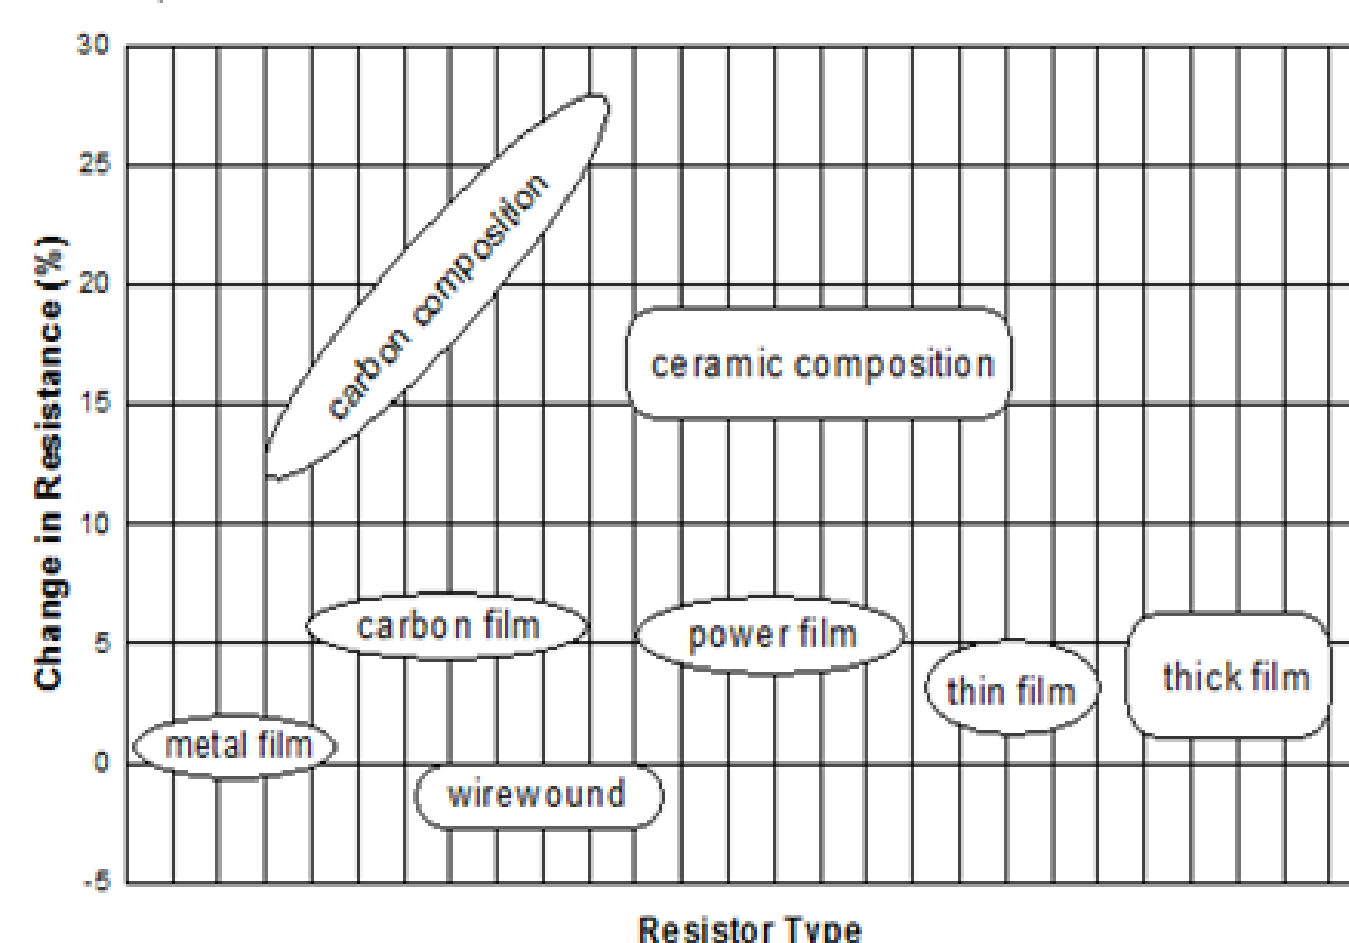 30
25
20
15
10
5
0
-5
Change in Resistance (%)
carbon composition
ceramic composition
carbon film
power film
thin film
thick film
metal film
wirewound
Resistor Type